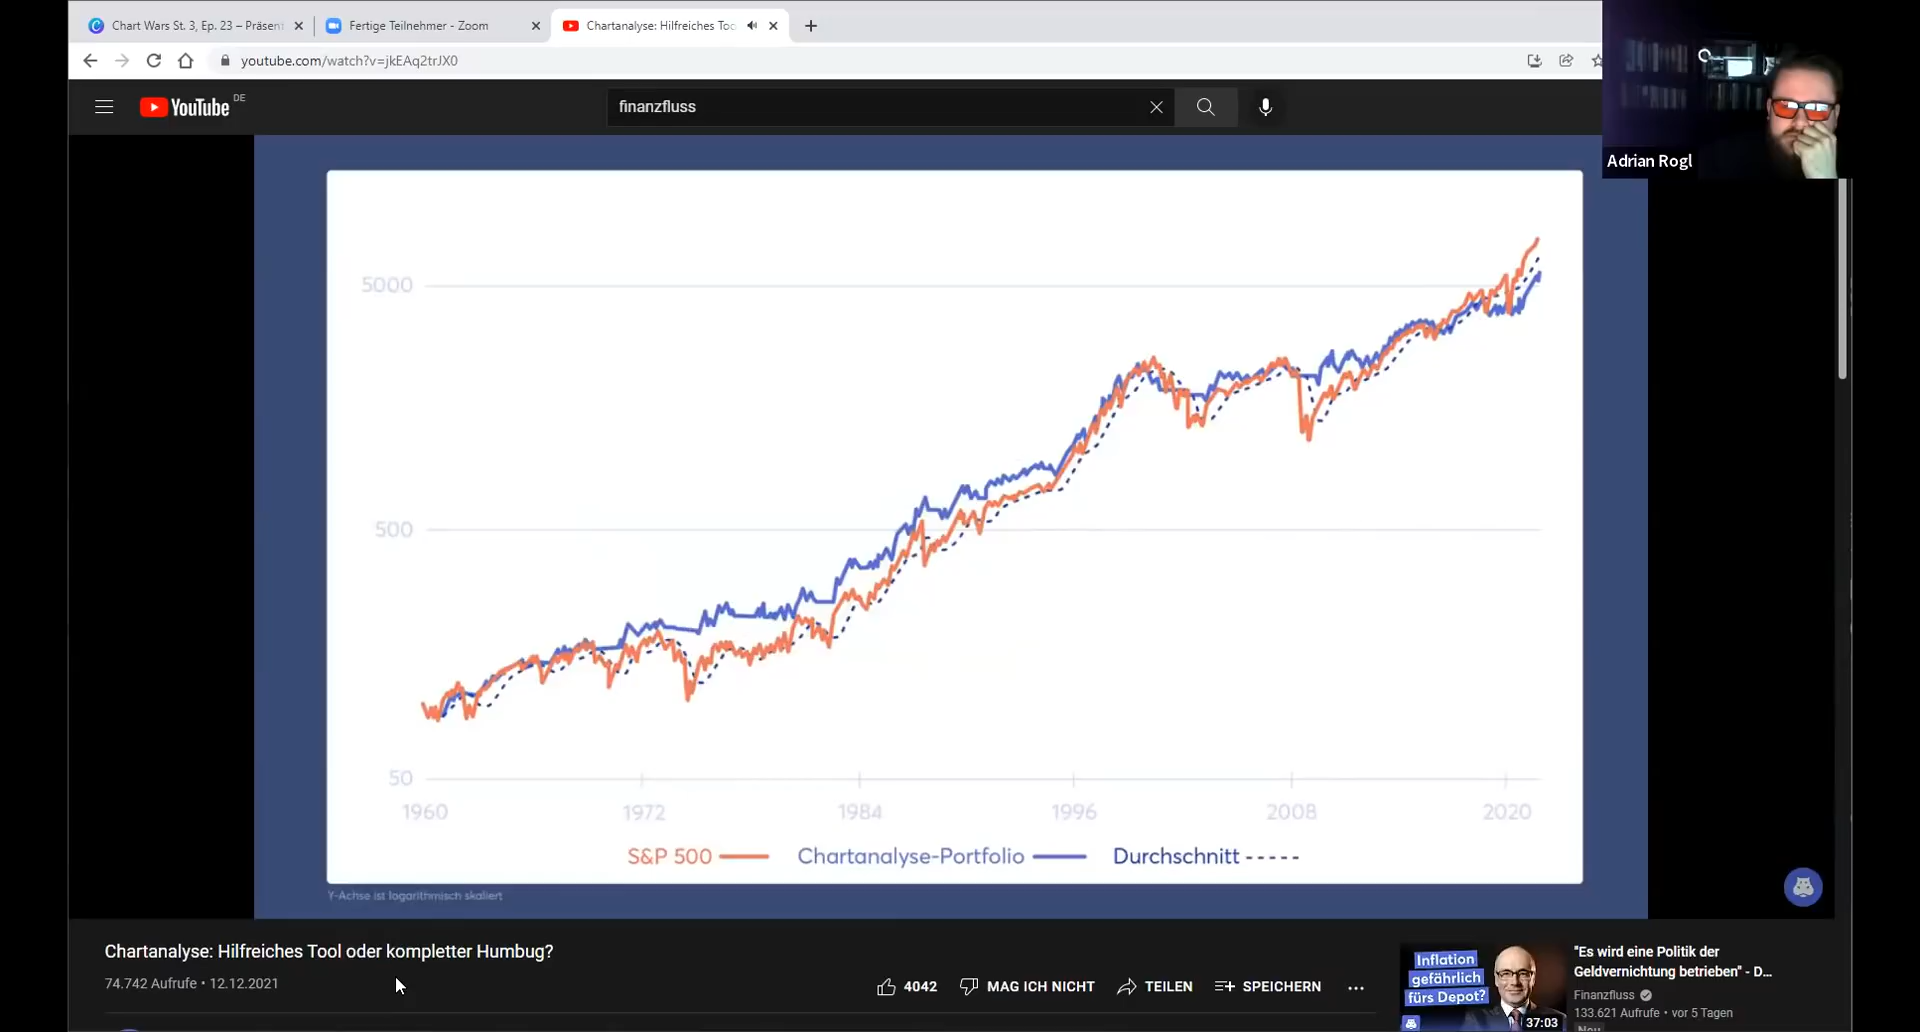 Chart Wars St. 3, Ep. 23 – Präsen
Fertige Teilnehmer - Zoom
Chartanalyse: Hilfreiches Too
youtube.com/watch?v=jkEAq2trJX0
YouTube DE
finanzfluss
Adrian Rogl
5000
500
50
1960 1972 1984 1996 2008 2020
S&P 500 Chartanalyse-Portfolio Durchschnitt
Y-Achse ist logarithmisch skaliert
Chartanalyse: Hilfreiches Tool oder kompletter Humbug?
74.742 Aufrufe • 12.12.2021
4042 MAG ICH NICHT TEILEN SPEICHERN
Inflation
gefährlich
fürs Depot?
37:03
"Es wird eine Politik der
Geldvernichtung betrieben" - D...
Finanzfluss
133.621 Aufrufe • vor 5 Tagen
Neu